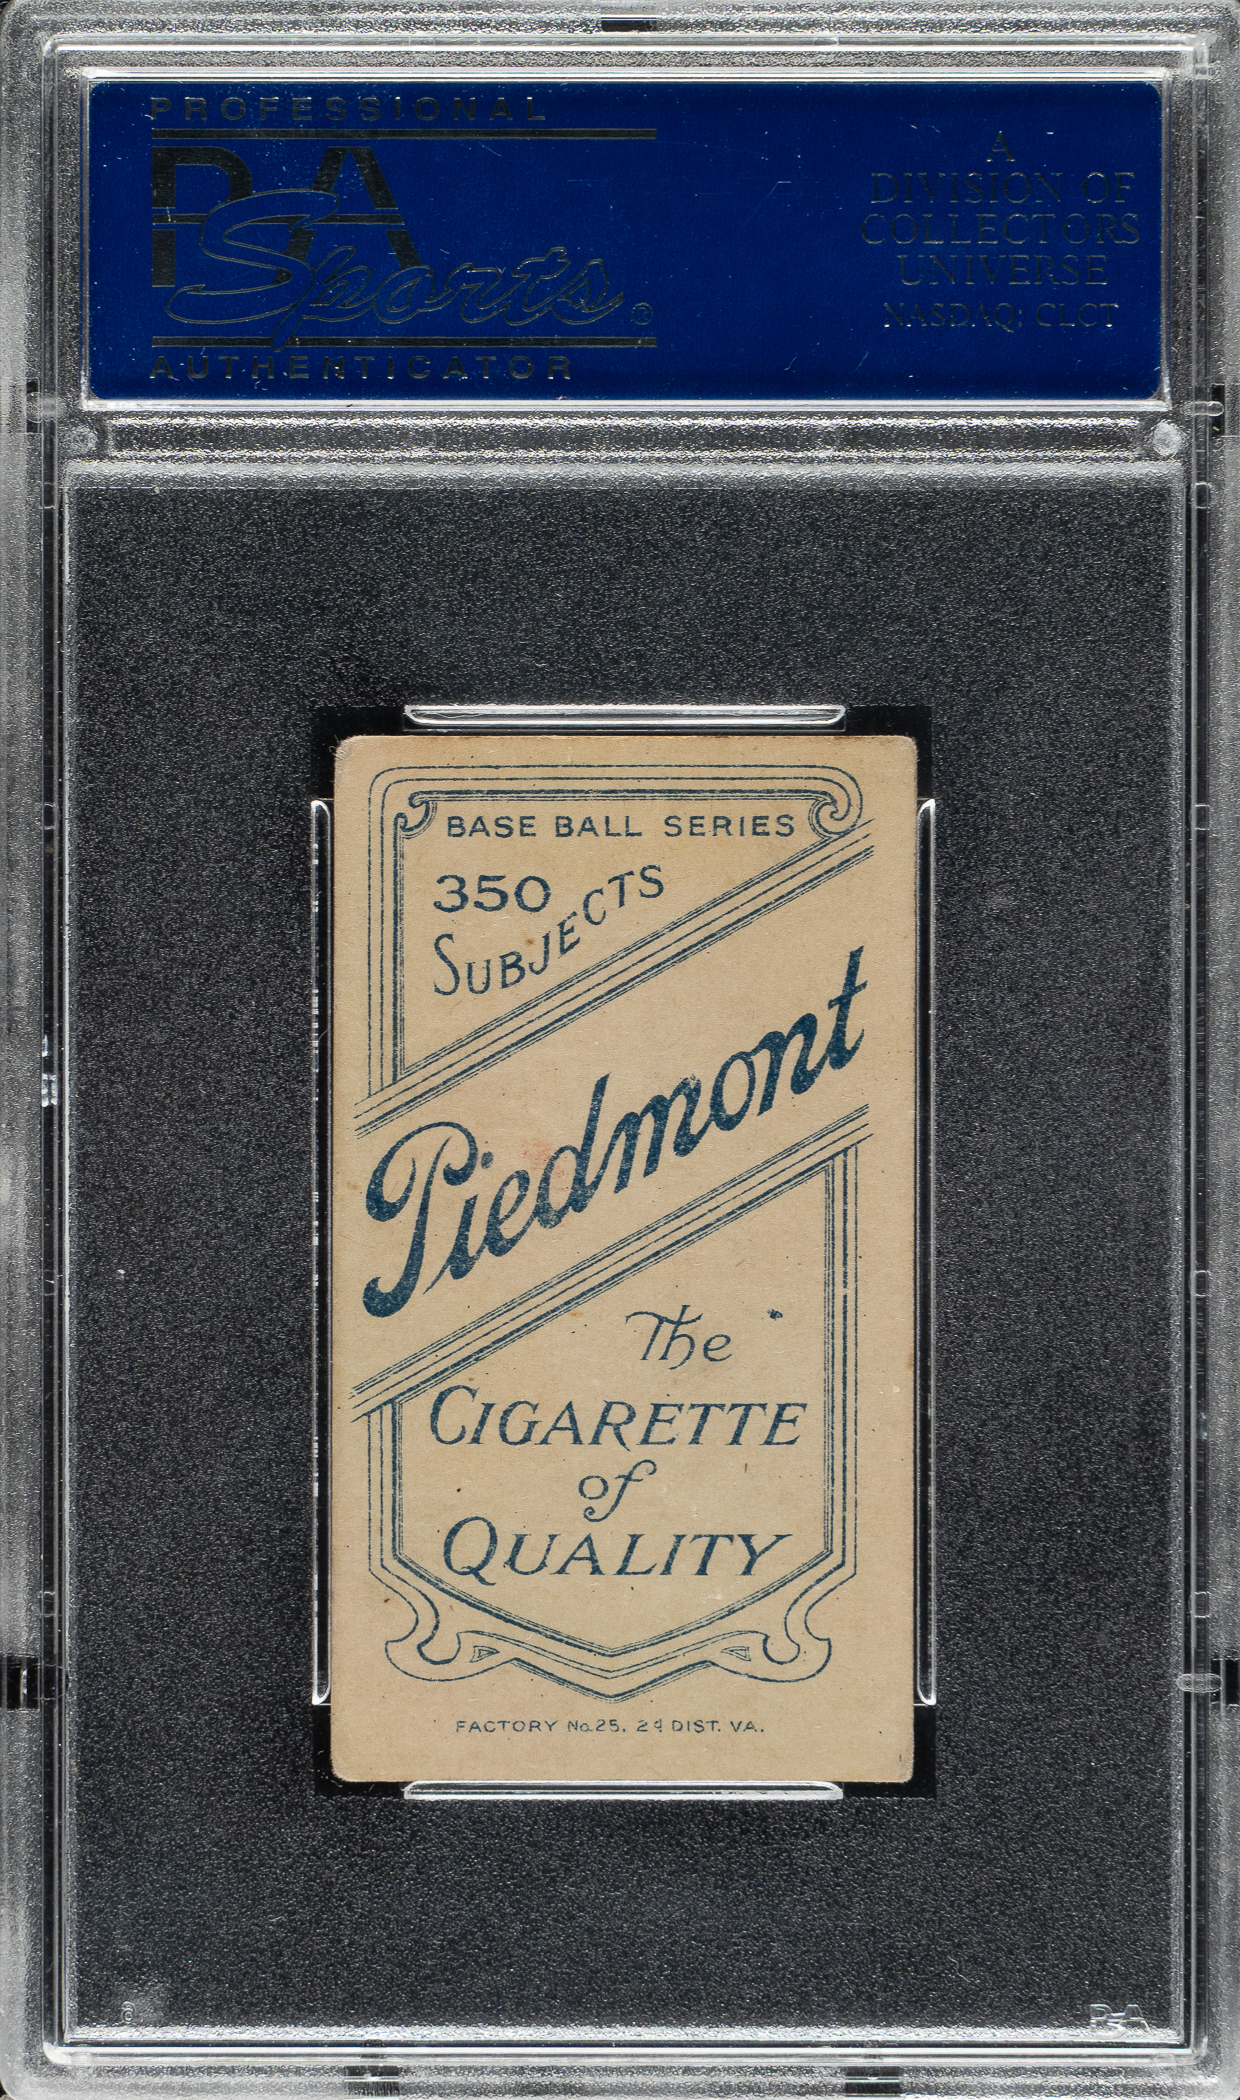 PROFESSIONAL
PSA
Sports®
AUTHENTICATOR
A
DIVISION OF
COLLECTORS
UNIVERSE
NASDAQ: CLCT
BASE BALL SERIES
350
SUBJECTS
Piedmont
The
CIGARETTE
of
QUALITY
FACTORY No. 25, 2d DIST. VA.
PSA